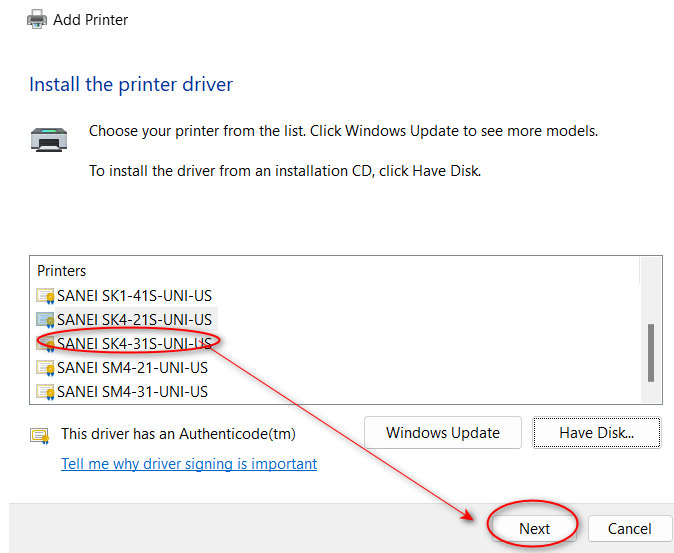 Add Printer
Install the printer driver
Choose your printer from the list. Click Windows Update to see more models.
To install the driver from an installation CD, click Have Disk.
Printers
SANEI SK1-41S-UNI-US
SANEI SK4-21S-UNI-US
SANEI SK4-31S-UNI-US
SANEI SM4-21-UNI-US
SANEI SM4-31-UNI-US
This driver has an Authenticode(tm)
Windows Update
Have Disk...
Tell me why driver signing is important
Next
Cancel